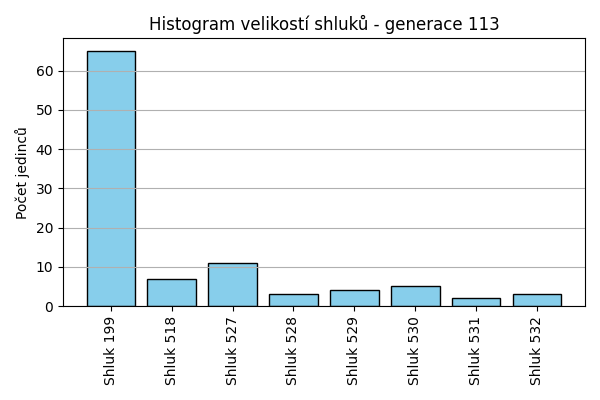 Histogram velikostí shluků - generace 113
Počet jedinců
60
50
40
30
20
10
0
Shluk 199
Shluk 518
Shluk 527
Shluk 528
Shluk 529
Shluk 530
Shluk 531
Shluk 532